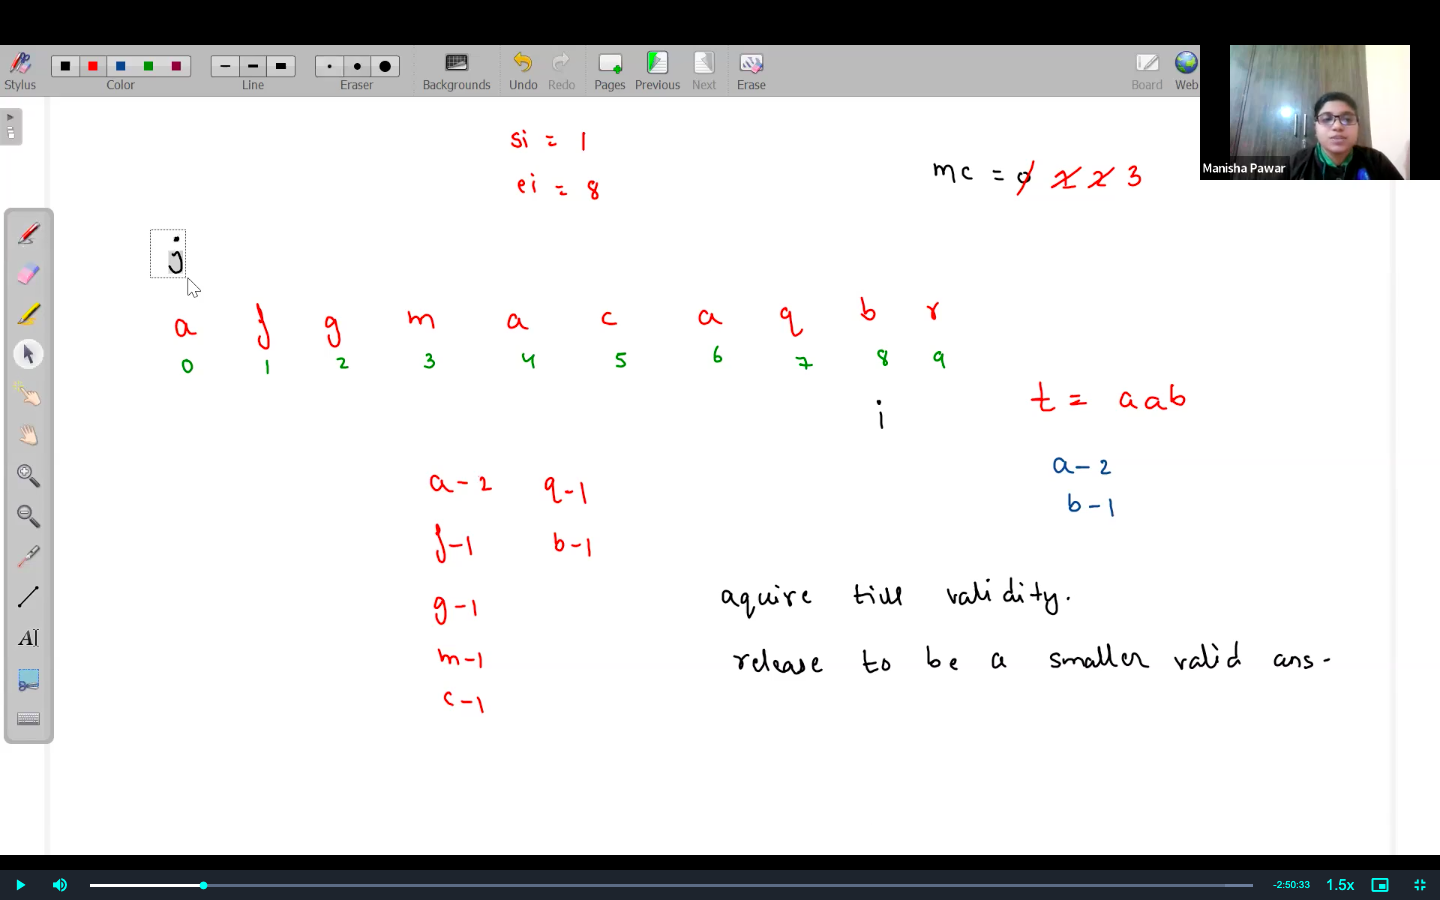 Stylus
Color
Line
Eraser
Backgrounds
Undo
Redo
Pages
Previous
Next
Erase
Board
Web
Manisha Pawar
si = 1
ei = 8
mc = 0 1 2 3
j
a f g m a c a q b r
0 1 2 3 4 5 6 7 8 9
i
t = aab
a - 2
b - 1
a - 2 q - 1
f - 1 b - 1
g - 1
m - 1
c - 1
aquire till validity.
release to be a smaller valid ans -
-2:50:33
1.5x